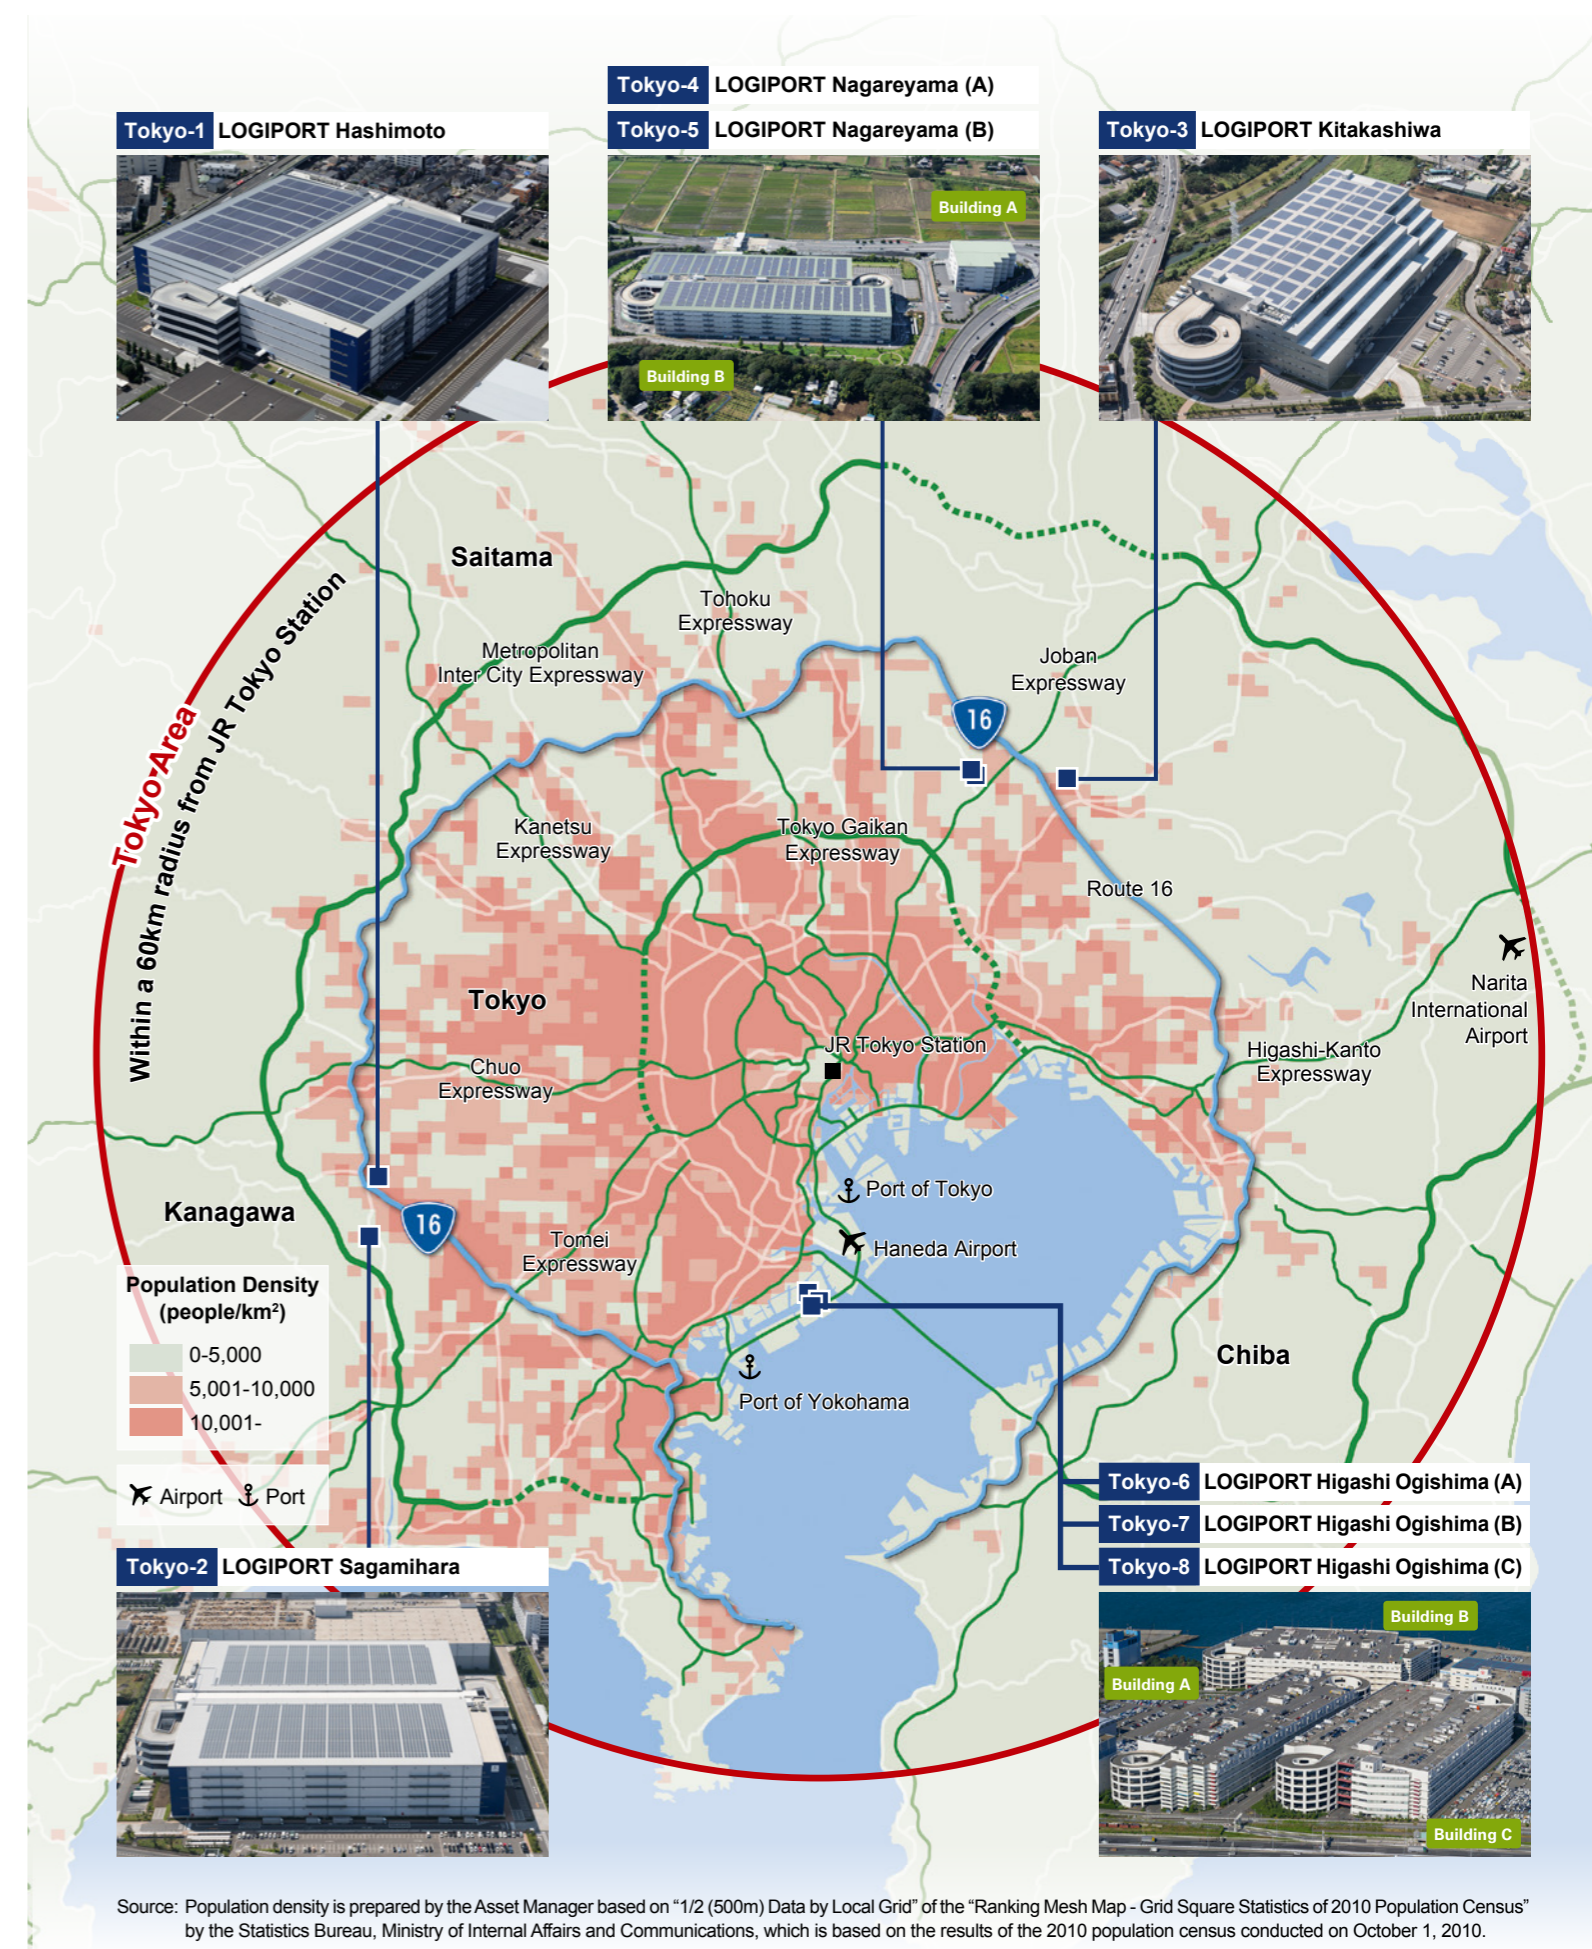 Tokyo-4 LOGIPORT Nagareyama (A)
Tokyo-1 LOGIPORT Hashimoto
Tokyo-5 LOGIPORT Nagareyama (B)
Tokyo-3 LOGIPORT Kitakashiwa
Building A
Building B
Saitama
Tohoku
Expressway
Metropolitan
Inter City Expressway
Joban
Expressway
16
Tokyo Area
Within a 60km radius from JR Tokyo Station
Kanetsu
Expressway
Tokyo Gaikan
Expressway
Route 16
Narita
International
Airport
Tokyo
JR Tokyo Station
Chuo
Expressway
Higashi-Kanto
Expressway
Port of Tokyo
Kanagawa
16
Tomei
Expressway
Haneda Airport
Population Density
(people/km²)
0-5,000
5,001-10,000
10,001-
Chiba
Port of Yokohama
Airport Port
Tokyo-6 LOGIPORT Higashi Ogishima (A)
Tokyo-7 LOGIPORT Higashi Ogishima (B)
Tokyo-8 LOGIPORT Higashi Ogishima (C)
Tokyo-2 LOGIPORT Sagamihara
Building B
Building A
Building C
Source: Population density is prepared by the Asset Manager based on “1/2 (500m) Data by Local Grid” of the “Ranking Mesh Map - Grid Square Statistics of 2010 Population Census”
by the Statistics Bureau, Ministry of Internal Affairs and Communications, which is based on the results of the 2010 population census conducted on October 1, 2010.